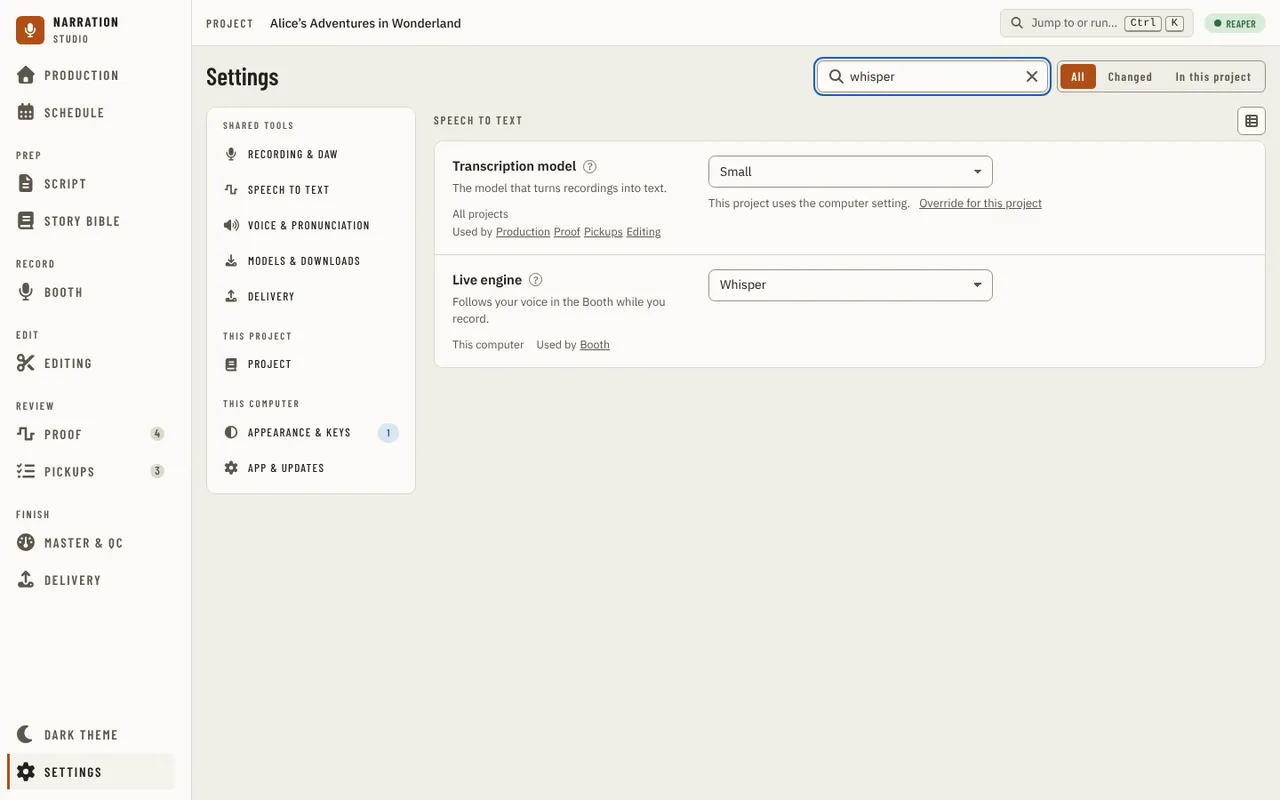 NARRATION
STUDIO
PRODUCTION
SCHEDULE
PREP
SCRIPT
STORY BIBLE
RECORD
BOOTH
EDIT
EDITING
REVIEW
PROOF 4
PICKUPS 3
FINISH
MASTER & QC
DELIVERY
DARK THEME
SETTINGS
PROJECT Alice's Adventures in Wonderland
Jump to or run... Ctrl K
REAPER
Settings
whisper
All Changed In this project
SHARED TOOLS
RECORDING & DAW
SPEECH TO TEXT
VOICE & PRONUNCIATION
MODELS & DOWNLOADS
DELIVERY
THIS PROJECT
PROJECT
THIS COMPUTER
APPEARANCE & KEYS 1
APP & UPDATES
SPEECH TO TEXT
Transcription model ?
The model that turns recordings into text.
All projects
Used by Production Proof Pickups Editing
Small
This project uses the computer setting. Override for this project
Live engine ?
Follows your voice in the Booth while you
record.
This computer Used by Booth
Whisper